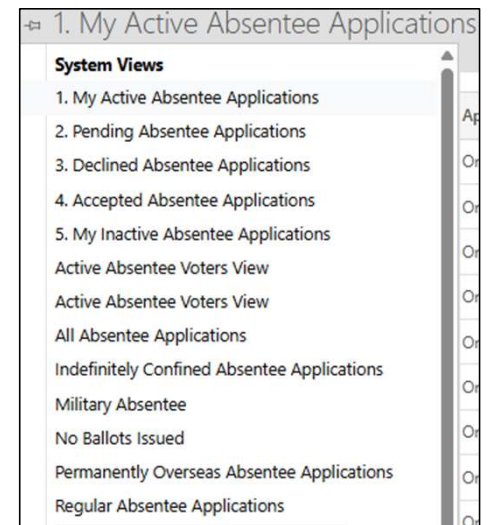 1. My Active Absentee Applications
System Views
1. My Active Absentee Applications
2. Pending Absentee Applications
3. Declined Absentee Applications
4. Accepted Absentee Applications
5. My Inactive Absentee Applications
Active Absentee Voters View
Active Absentee Voters View
All Absentee Applications
Indefinitely Confined Absentee Applications
Military Absentee
No Ballots Issued
Permanently Overseas Absentee Applications
Regular Absentee Applications